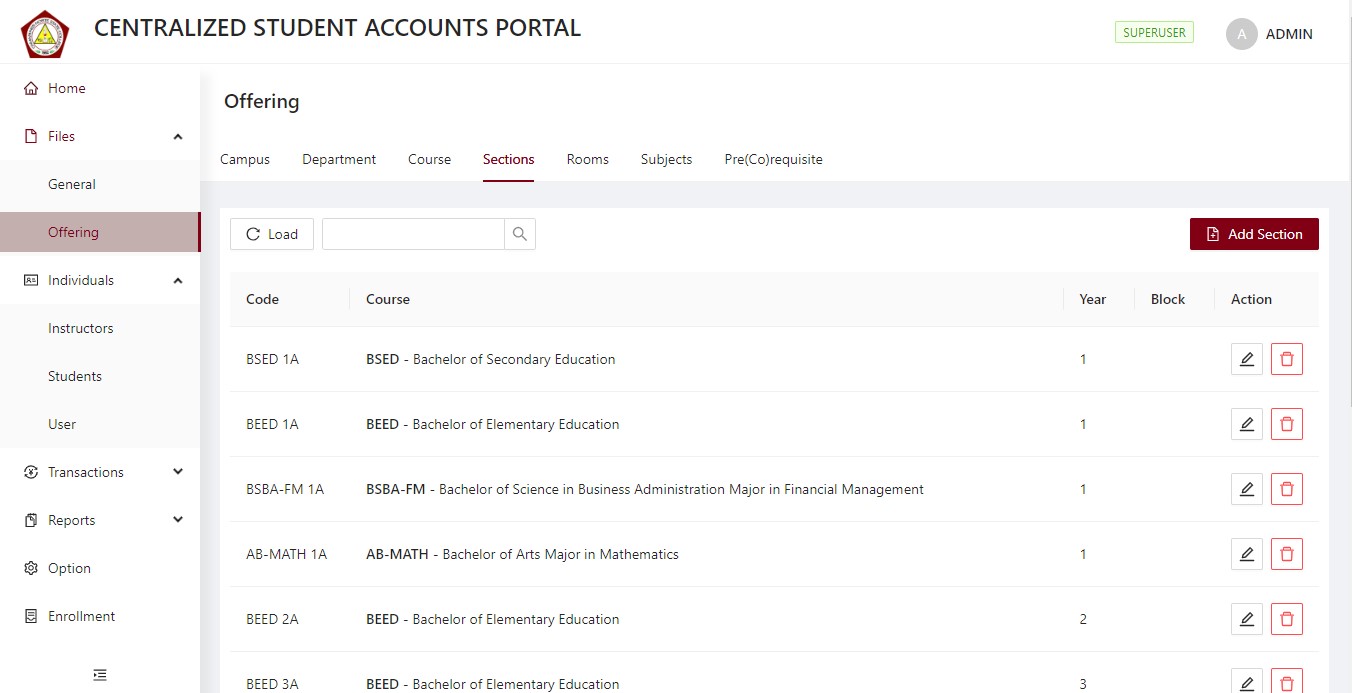 CENTRALIZED STUDENT ACCOUNTS PORTAL
SUPERUSER
A ADMIN
Home
Files
General
Offering
Individuals
Instructors
Students
User
Transactions
Reports
Option
Enrollment
Offering
Campus Department Course Sections Rooms Subjects Pre(Co)requisite
Load
Add Section
Code Course Year Block Action
BSED 1A BSED - Bachelor of Secondary Education 1
BEED 1A BEED - Bachelor of Elementary Education 1
BSBA-FM 1A BSBA-FM - Bachelor of Science in Business Administration Major in Financial Management 1
AB-MATH 1A AB-MATH - Bachelor of Arts Major in Mathematics 1
BEED 2A BEED - Bachelor of Elementary Education 2
BEED 3A BEED - Bachelor of Elementary Education 3